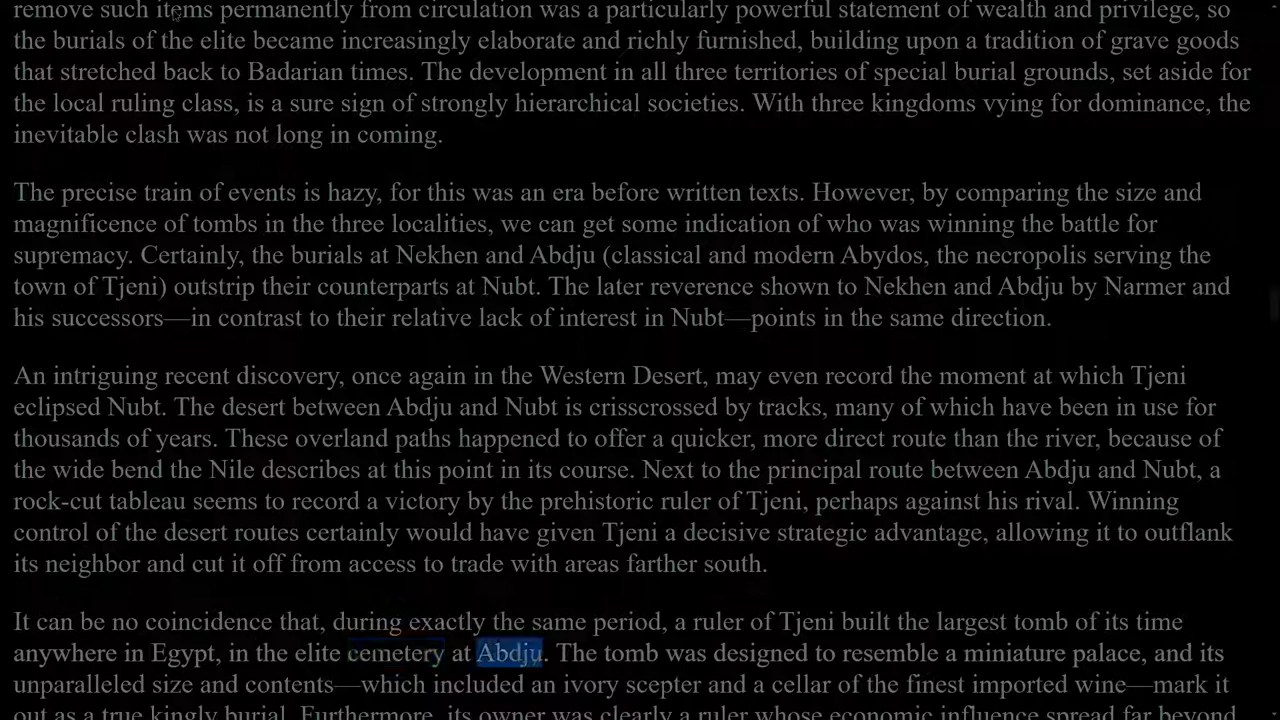 remove such items permanently from circulation was a particularly powerful statement of wealth and privilege, so
the burials of the elite became increasingly elaborate and richly furnished, building upon a tradition of grave goods
that stretched back to Badarian times. The development in all three territories of special burial grounds, set aside for
the local ruling class, is a sure sign of strongly hierarchical societies. With three kingdoms vying for dominance, the
inevitable clash was not long in coming.
The precise train of events is hazy, for this was an era before written texts. However, by comparing the size and
magnificence of tombs in the three localities, we can get some indication of who was winning the battle for
supremacy. Certainly, the burials at Nekhen and Abdju (classical and modern Abydos, the necropolis serving the
town of Tjeni) outstrip their counterparts at Nubt. The later reverence shown to Nekhen and Abdju by Narmer and
his successors—in contrast to their relative lack of interest in Nubt—points in the same direction.
An intriguing recent discovery, once again in the Western Desert, may even record the moment at which Tjeni
eclipsed Nubt. The desert between Abdju and Nubt is crisscrossed by tracks, many of which have been in use for
thousands of years. These overland paths happened to offer a quicker, more direct route than the river, because of
the wide bend the Nile describes at this point in its course. Next to the principal route between Abdju and Nubt, a
rock-cut tableau seems to record a victory by the prehistoric ruler of Tjeni, perhaps against his rival. Winning
control of the desert routes certainly would have given Tjeni a decisive strategic advantage, allowing it to outflank
its neighbor and cut it off from access to trade with areas farther south.
It can be no coincidence that, during exactly the same period, a ruler of Tjeni built the largest tomb of its time
anywhere in Egypt, in the elite cemetery at Abdju. The tomb was designed to resemble a miniature palace, and its
unparalleled size and contents—which included an ivory scepter and a cellar of the finest imported wine—mark it
out as a true kingly burial. Furthermore, its owner was clearly a ruler whose economic influence spread far beyond